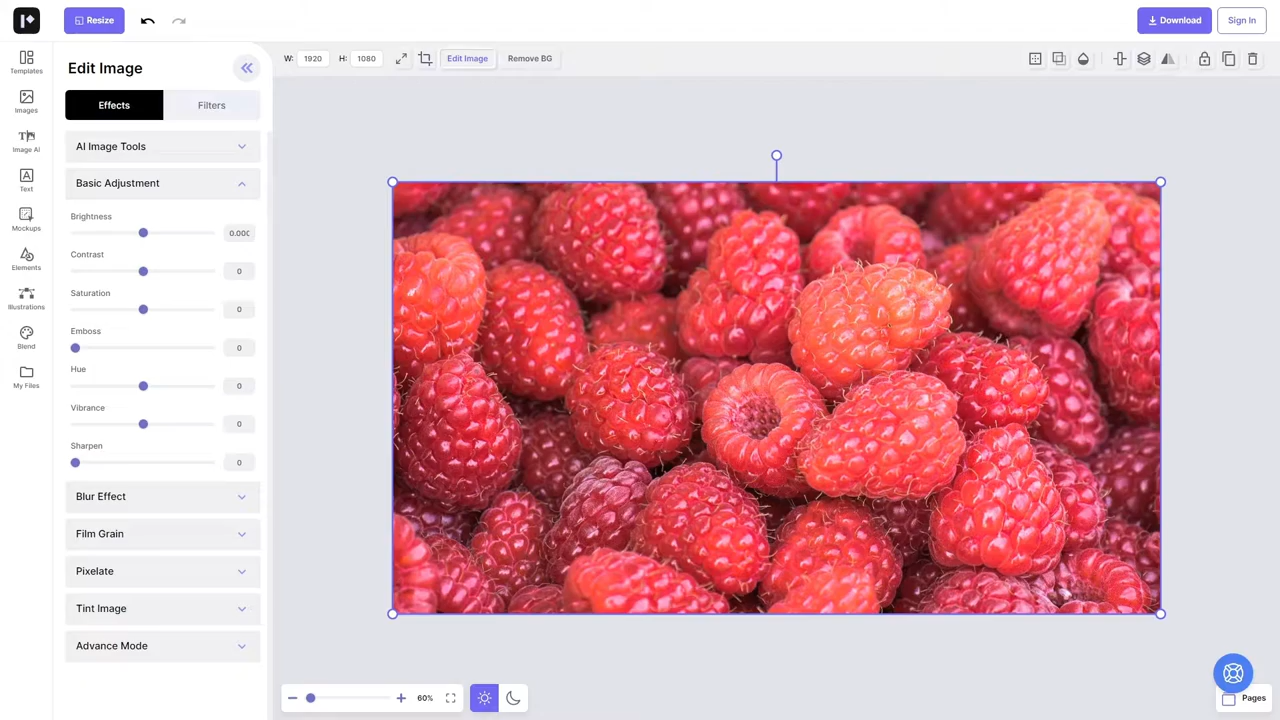 Resize
Download
Sign In
Templates
Images
Image AI
Text
Mockups
Elements
Illustrations
Blend
My Files
Edit Image
Effects
Filters
AI Image Tools
Basic Adjustment
Brightness
0.000
Contrast
0
Saturation
0
Emboss
0
Hue
0
Vibrance
0
Sharpen
0
Blur Effect
Film Grain
Pixelate
Tint Image
Advance Mode
W: 1920 H: 1080 Edit Image Remove BG
60%
Pages